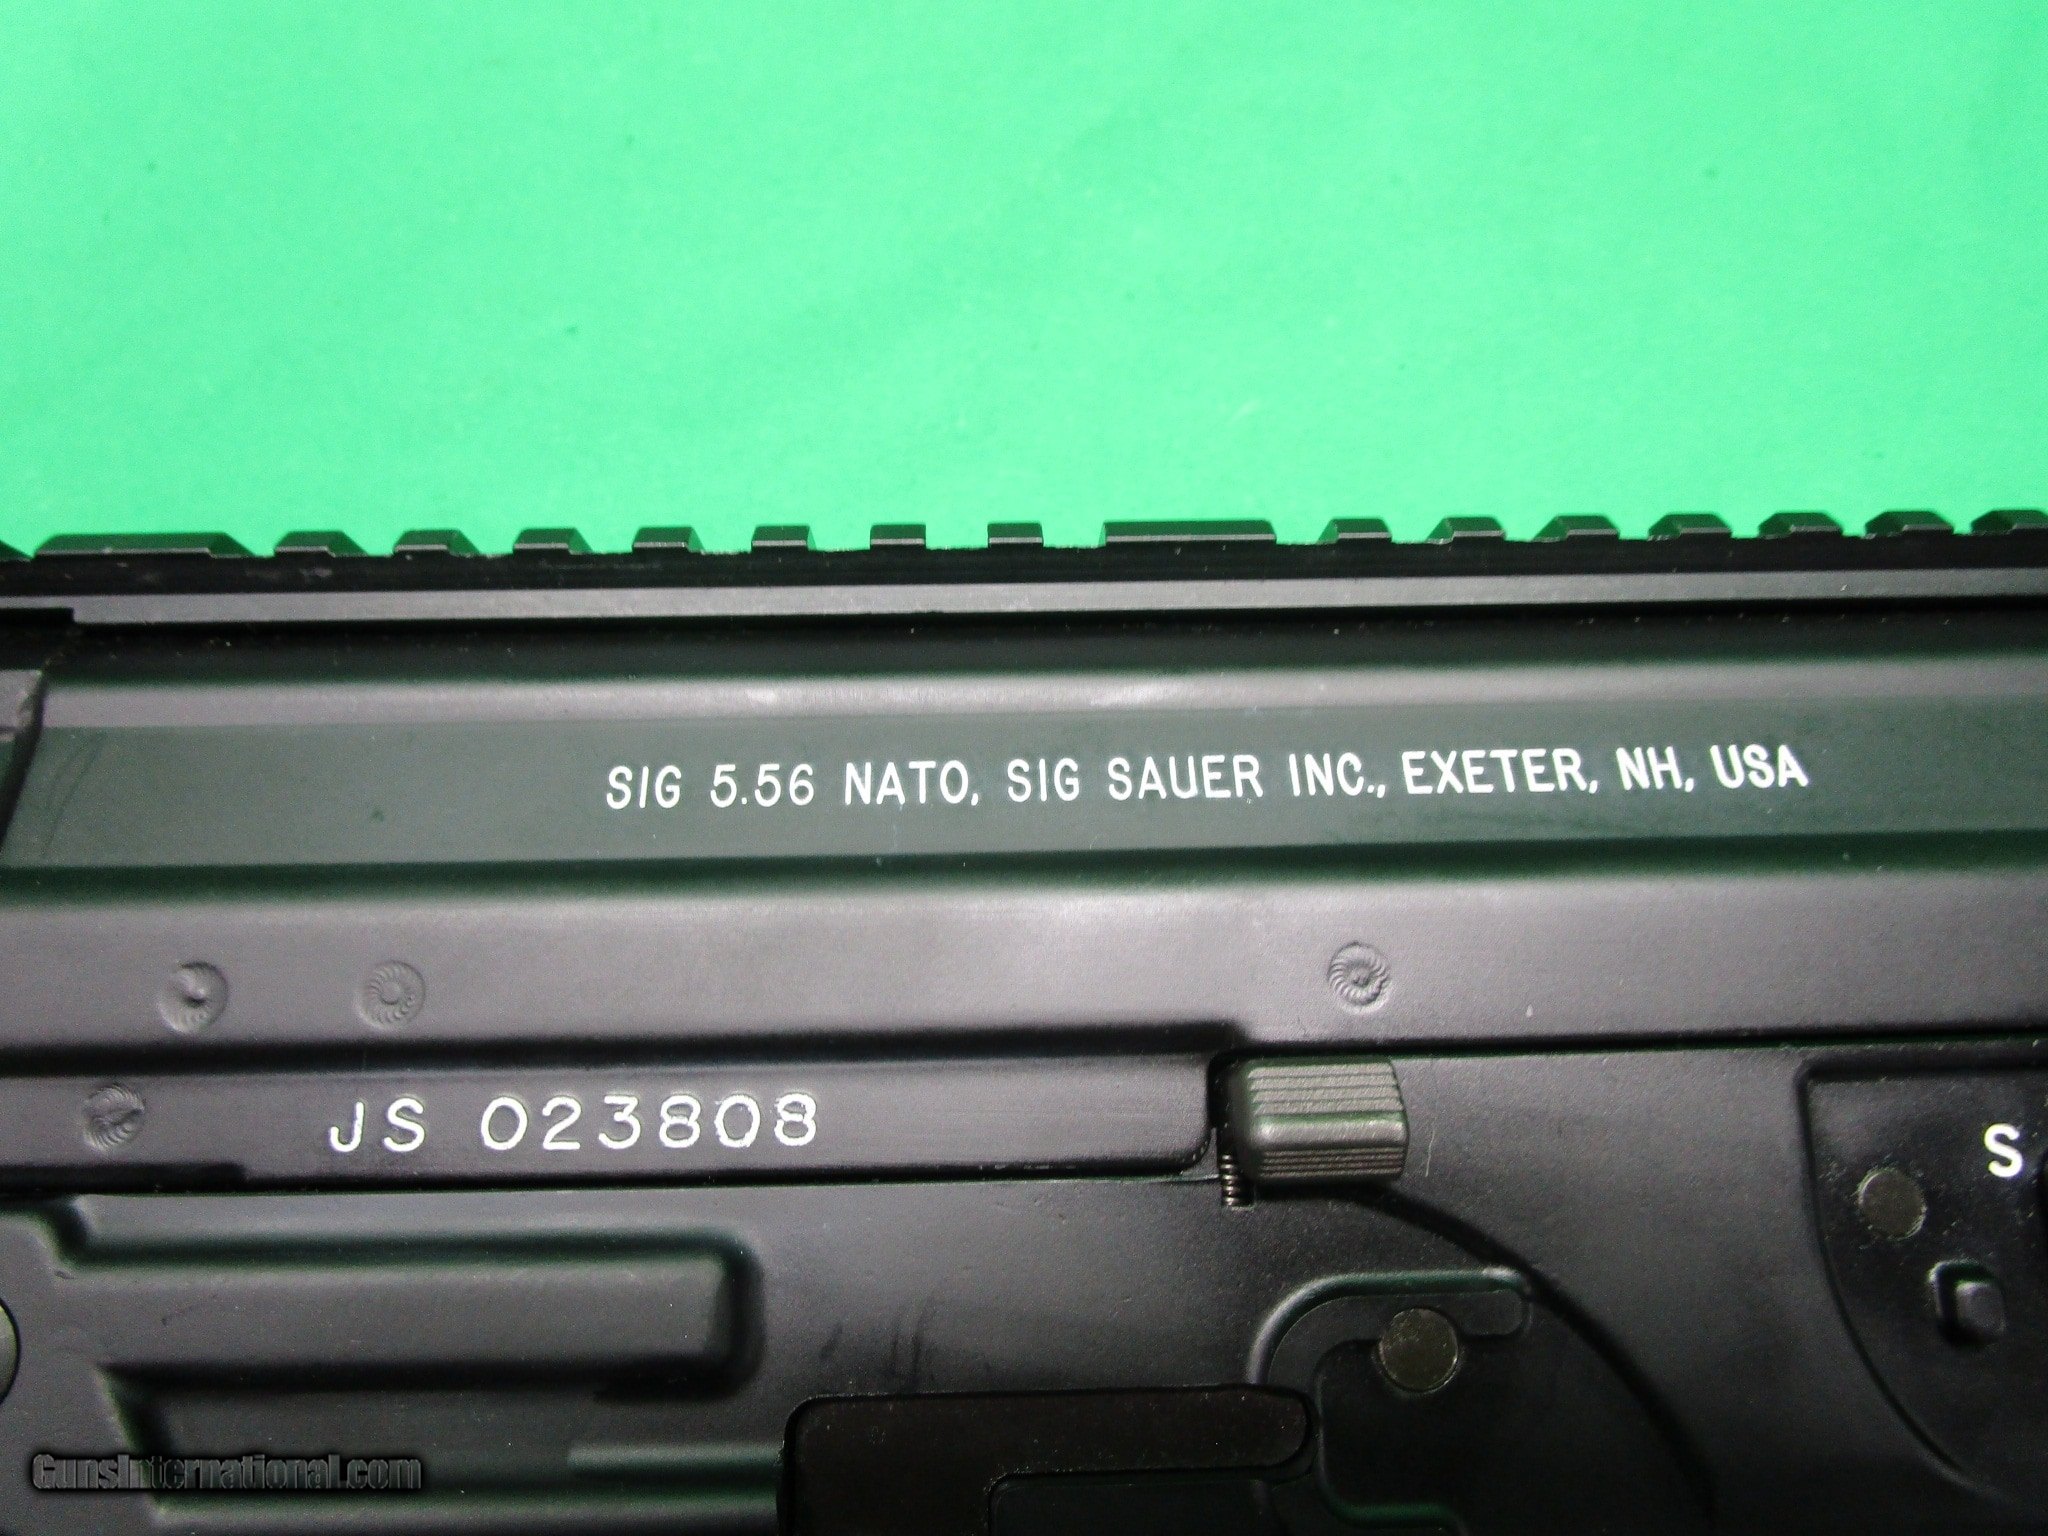 SIG 5.56 NATO, SIG SAUER INC., EXETER, NH, USA
JS 023808
S
GunsInternational.com